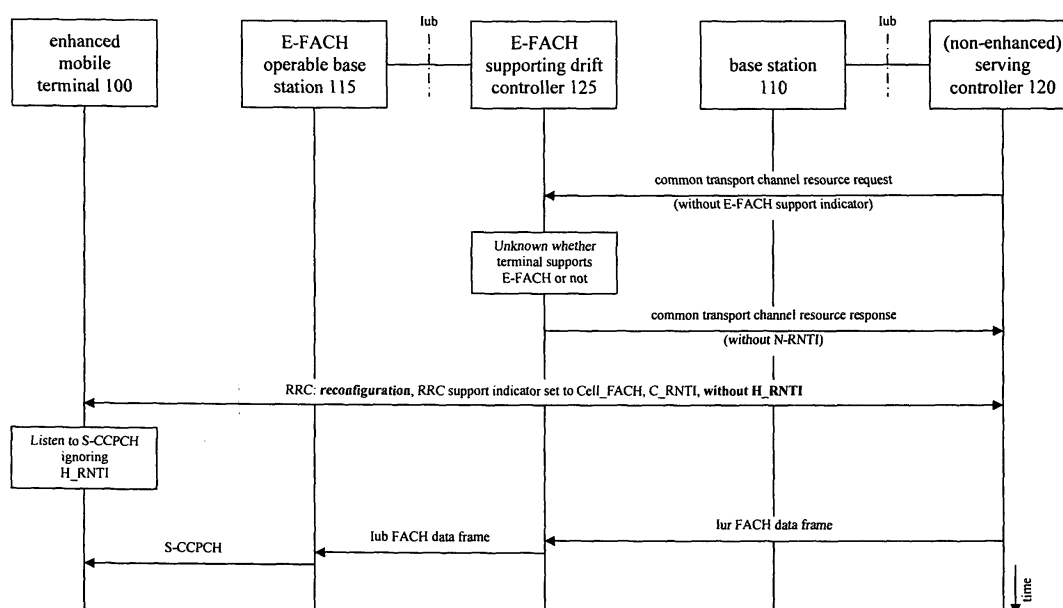 Iub
Iub
enhanced
mobile
terminal 100
E-FACH
operable base
station 115
E-FACH
supporting drift
controller 125
base station
110
(non-enhanced)
serving
controller 120
common transport channel resource request
(without E-FACH support indicator)
Unknown whether
terminal supports
E-FACH or not
common transport channel resource response
(without N-RNTI)
RRC: reconfiguration, RRC support indicator set to Cell_FACH, C_RNTI, without H_RNTI
Listen to S-CCPCH
ignoring
H_RNTI
Iur FACH data frame
Iub FACH data frame
S-CCPCH
time